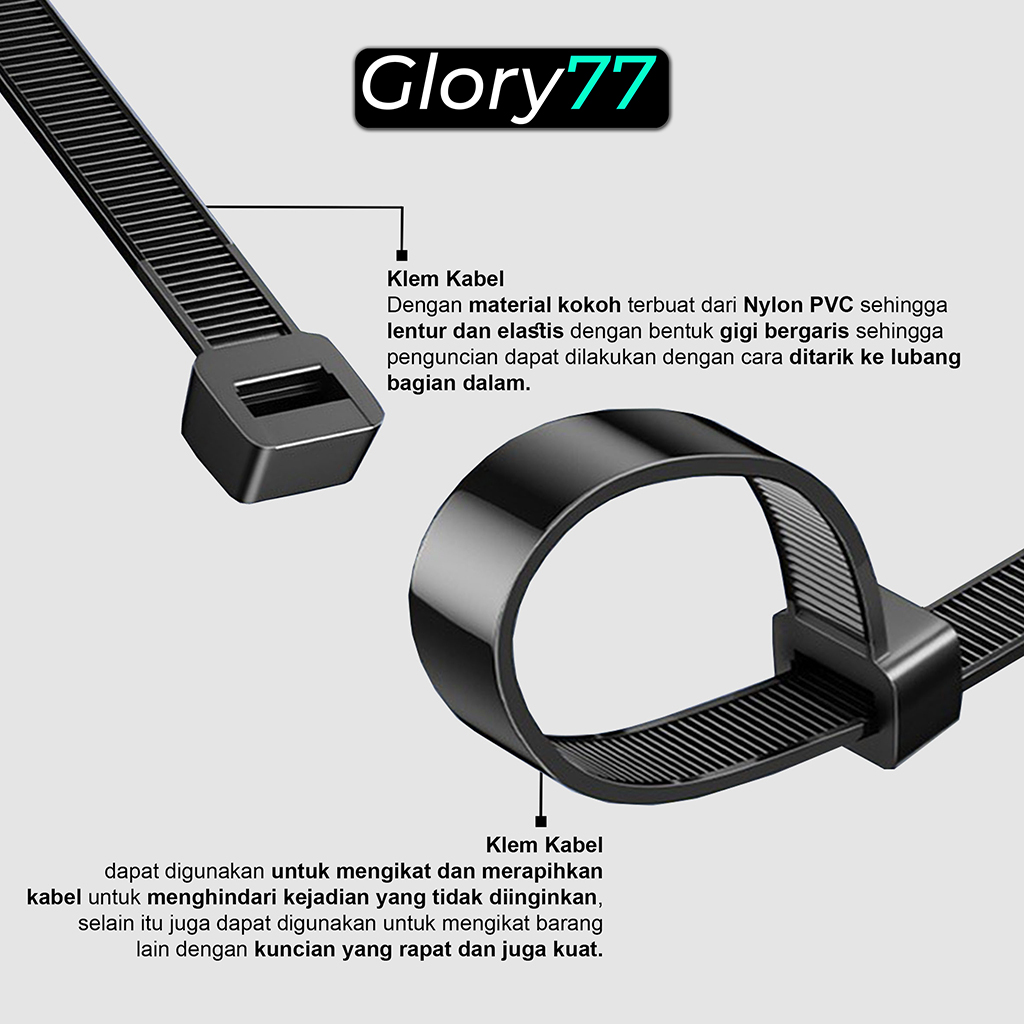 Glory77
Klem Kabel
Dengan material kokoh terbuat dari Nylon PVC sehingga
lentur dan elastis dengan bentuk gigi bergaris sehingga
penguncian dapat dilakukan dengan cara ditarik ke lubang
bagian dalam.
Klem Kabel
dapat digunakan untuk mengikat dan merapihkan
kabel untuk menghindari kejadian yang tidak diinginkan,
selain itu juga dapat digunakan untuk mengikat barang
lain dengan kuncian yang rapat dan juga kuat.